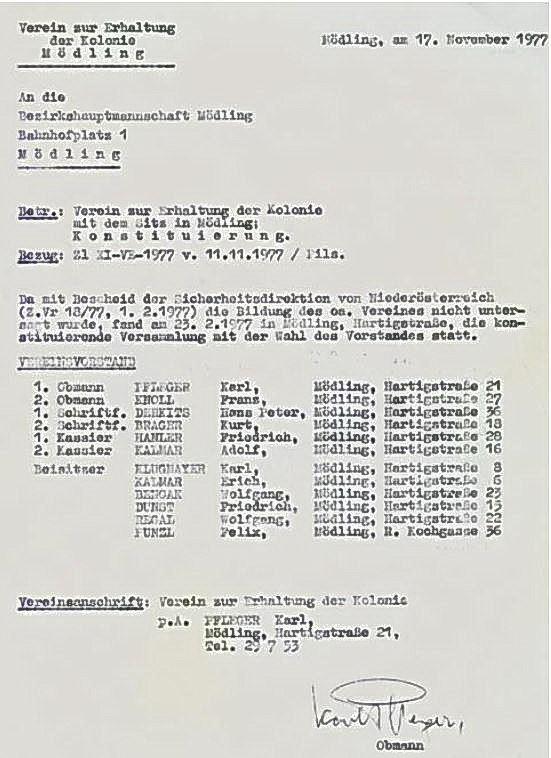 Verein zur Erhaltung
der Kolonie
M ö d l i n g
Mödling, am 17. November 1977
An die
Bezirkshauptmannschaft Mödling
Bahnhofplatz 1
M ö d l i n g
Betr.: Verein zur Erhaltung der Kolonie
mit dem Sitz in Mödling;
K o n s t i t u i e r u n g.
Bezug: Zl XI-VE-1977 v. 11.11.1977 / Fils.
Da mit Bescheid der Sicherheitsdirektion von Niederösterreich
(Z.Vr 18/77, 1. 2.1977) die Bildung des oa. Vereines nicht unter-
sagt wurde, fand am 23. 2.1977 in Mödling, Hartigstraße, die kon-
stituierende Versammlung mit der Wahl des Vorstandes statt.
VEREINSVORSTAND
1. Obmann PFLEGER Karl, Mödling, Hartigstraße 21
2. Obmann KNOLL Franz, Mödling, Hartigstraße 27
1. Schriftf. Hans Peter, Mödling, Hartigstraße 36
2. Schriftf. BRAGER Kurt, Mödling, Hartigstraße 18
1. Kassier HANLER Friedrich, Mödling, Hartigstraße 28
2. Kassier KALMAR Adolf, Mödling, Hartigstraße 16
Beisitzer KLUGMAYER Karl, Mödling, Hartigstraße 8
KALMAR Erich, Mödling, Hartigstraße 6
Wolfgang, Mödling, Hartigstraße 23
DUNST Friedrich, Mödling, Hartigstraße 15
REGAL Wolfgang, Mödling, Hartigstraße 22
FUNZL Felix, Mödling, R. Kochgasse 36
Vereinsanschrift: Verein zur Erhaltung der Kolonie
p.A. PFLEGER Karl,
Mödling, Hartigstraße 21,
Tel. 29 7 53
Karl Pfleger,
Obmann